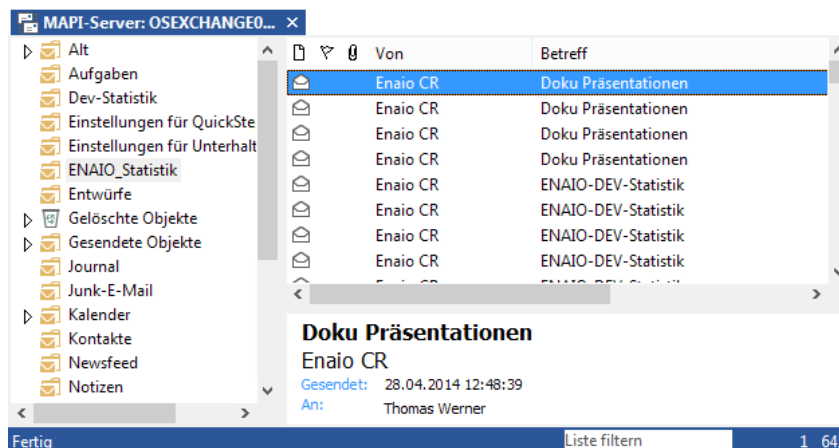 MAPI-Server: OSEXCHANGE0...
Alt
Aufgaben
Dev-Statistik
Einstellungen für QuickSte
Einstellungen für Unterhalt
ENAIO_Statistik
Entwürfe
Gelöschte Objekte
Gesendete Objekte
Journal
Junk-E-Mail
Kalender
Kontakte
Newsfeed
Notizen
Von Betreff
Enaio CR Doku Präsentationen
Enaio CR Doku Präsentationen
Enaio CR Doku Präsentationen
Enaio CR Doku Präsentationen
Enaio CR ENAIO-DEV-Statistik
Enaio CR ENAIO-DEV-Statistik
Enaio CR ENAIO-DEV-Statistik
Enaio CR ENAIO-DEV-Statistik
Doku Präsentationen
Enaio CR
Gesendet: 28.04.2014 12:48:39
An: Thomas Werner
Fertig Liste filtern 1 64